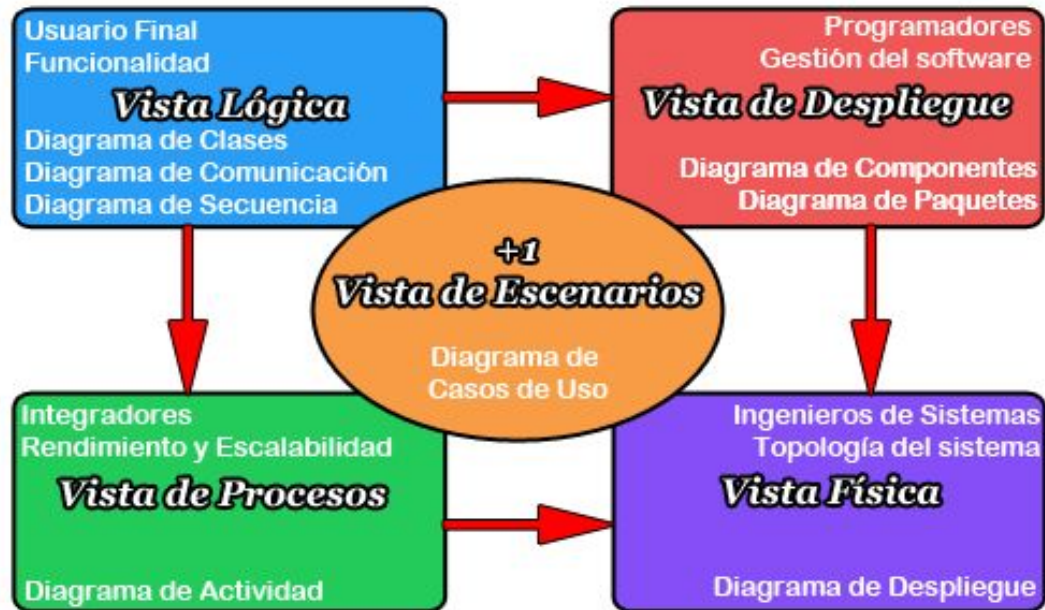 Usuario Final
Funcionalidad
Vista Lógica
Diagrama de Clases
Diagrama de Comunicación
Diagrama de Secuencia
Programadores
Gestión del software
Vista de Despliegue
Diagrama de Componentes
Diagrama de Paquetes
+1
Vista de Escenarios
Diagrama de
Casos de Uso
Integradores
Rendimiento y Escalabilidad
Vista de Procesos
Diagrama de Actividad
Ingenieros de Sistemas
Topología del sistema
Vista Física
Diagrama de Despliegue